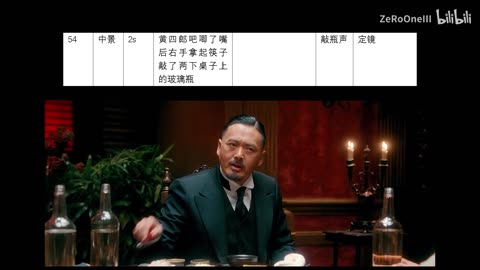 ZeRoOneIII bilibili
54 中景 2s 黄四郎吧唧了嘴 敲瓶声 定镜
后右手拿起筷子
敲了两下桌子上
的玻璃瓶